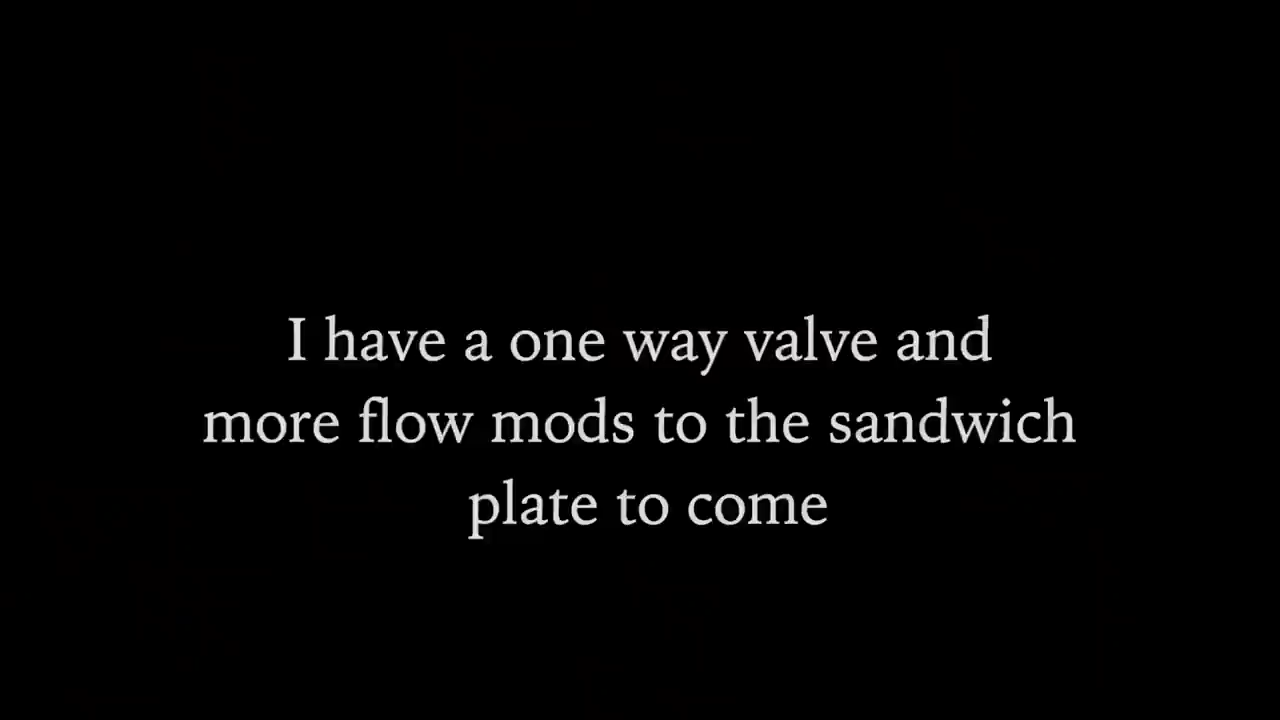 I have a one way valve and
more flow mods to the sandwich
plate to come